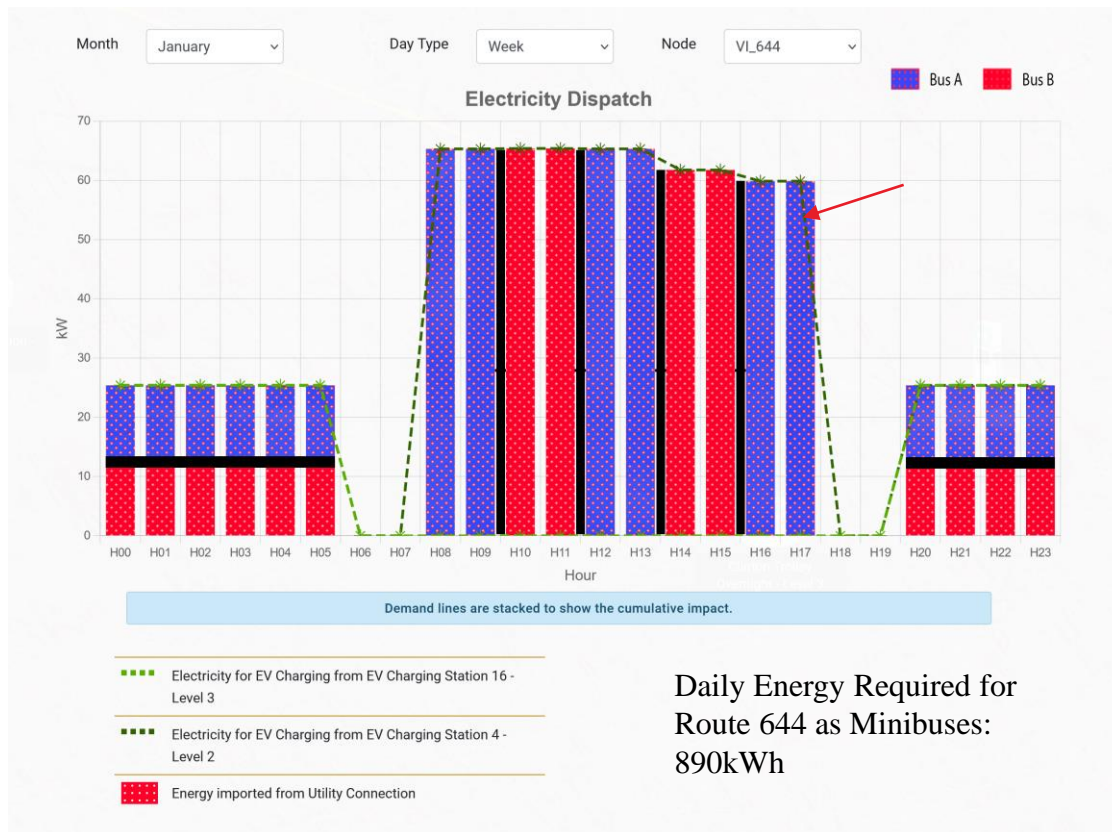 Month January Day Type Week Node VI_644
Bus A Bus B
Electricity Dispatch
70
60
50
40
30
20
10
0
kW
H00 H01 H02 H03 H04 H05 H06 H07 H08 H09 H10 H11 H12 H13 H14 H15 H16 H17 H18 H19 H20 H21 H22 H23
Hour
Demand lines are stacked to show the cumulative impact.
Electricity for EV Charging from EV Charging Station 16 -
Level 3
Electricity for EV Charging from EV Charging Station 4 -
Level 2
Energy imported from Utility Connection
Daily Energy Required for
Route 644 as Minibuses:
890kWh